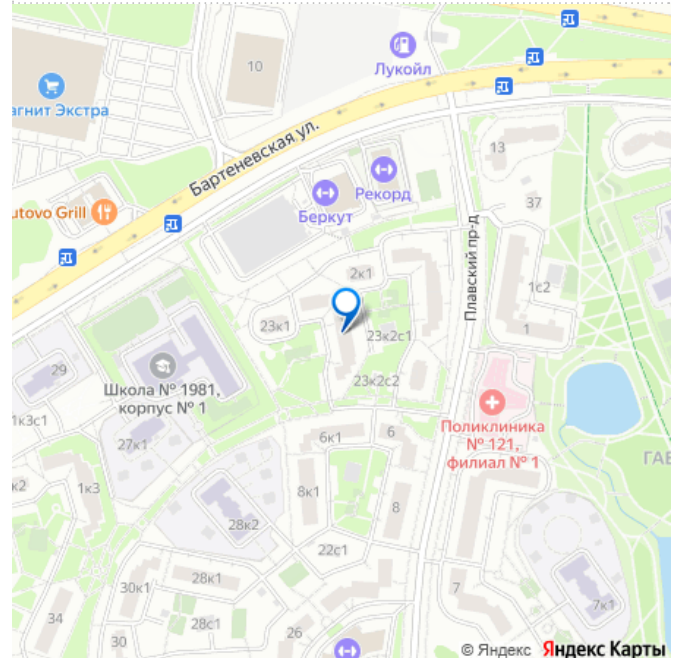 10
Лукойл
агнит Экстра
Бартеневская ул.
13
Рекорд
Беркут
37
utovo Grill
Плавский пр-д
2к1
1с2
23к1
23к2с1
1
29
Школа № 1981,
корпус № 1
23к2с2
Поликлиника
№ 121,
филиал № 1
1к3с1
27к1
6к1
6
ГАЕ
к2
1к3
8к1
8
28к2
22с1
28к1
30к1
7
7к1
34
28с1
26
30
© Яндекс Яндекс Карты